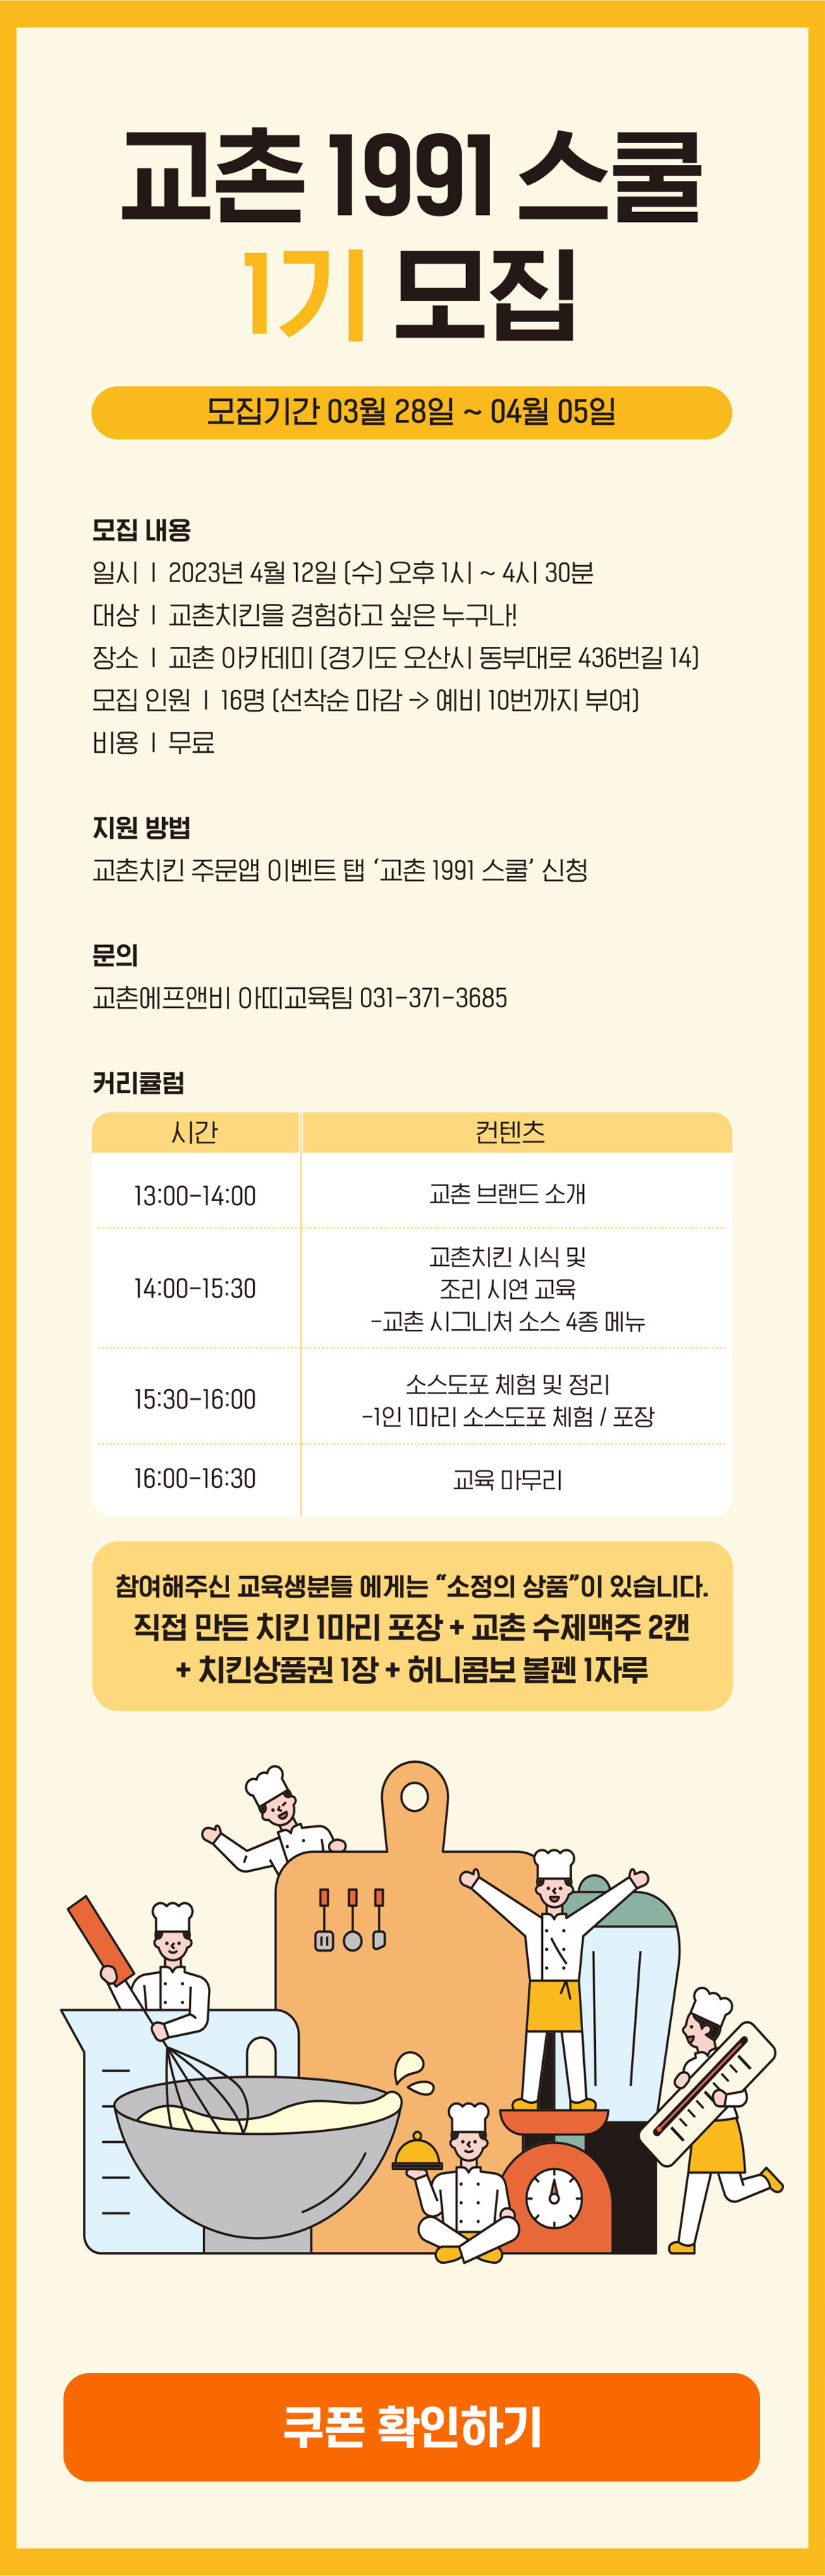 교촌 1991 스쿨
1기 모집
모집기간 03월 28일 ~ 04월 05일
모집 내용
일시 ㅣ 2023년 4월 12일 (수) 오후 1시 ~ 4시 30분
대상 ㅣ 교촌치킨을 경험하고 싶은 누구나!
장소 ㅣ 교촌 아카데미 (경기도 오산시 동부대로 436번길 14)
모집 인원 ㅣ 16명 (선착순 마감 → 예비 10번까지 부여)
비용 ㅣ 무료
지원 방법
교촌치킨 주문앱 이벤트 탭 ‘교촌 1991 스쿨’ 신청
문의
교촌에프앤비 아띠교육팀 031-371-3685
커리큘럼
시간 컨텐츠
13:00-14:00 교촌 브랜드 소개
14:00-15:30 교촌치킨 시식 및
조리 시연 교육
-교촌 시그니처 소스 4종 메뉴
15:30-16:00 소스도포 체험 및 정리
-1인 1마리 소스도포 체험 / 포장
16:00-16:30 교육 마무리
참여해주신 교육생분들 에게는 “소정의 상품”이 있습니다.
직접 만든 치킨 1마리 포장 + 교촌 수제맥주 2캔
+ 치킨상품권 1장 + 허니콤보 볼펜 1자루
쿠폰 확인하기